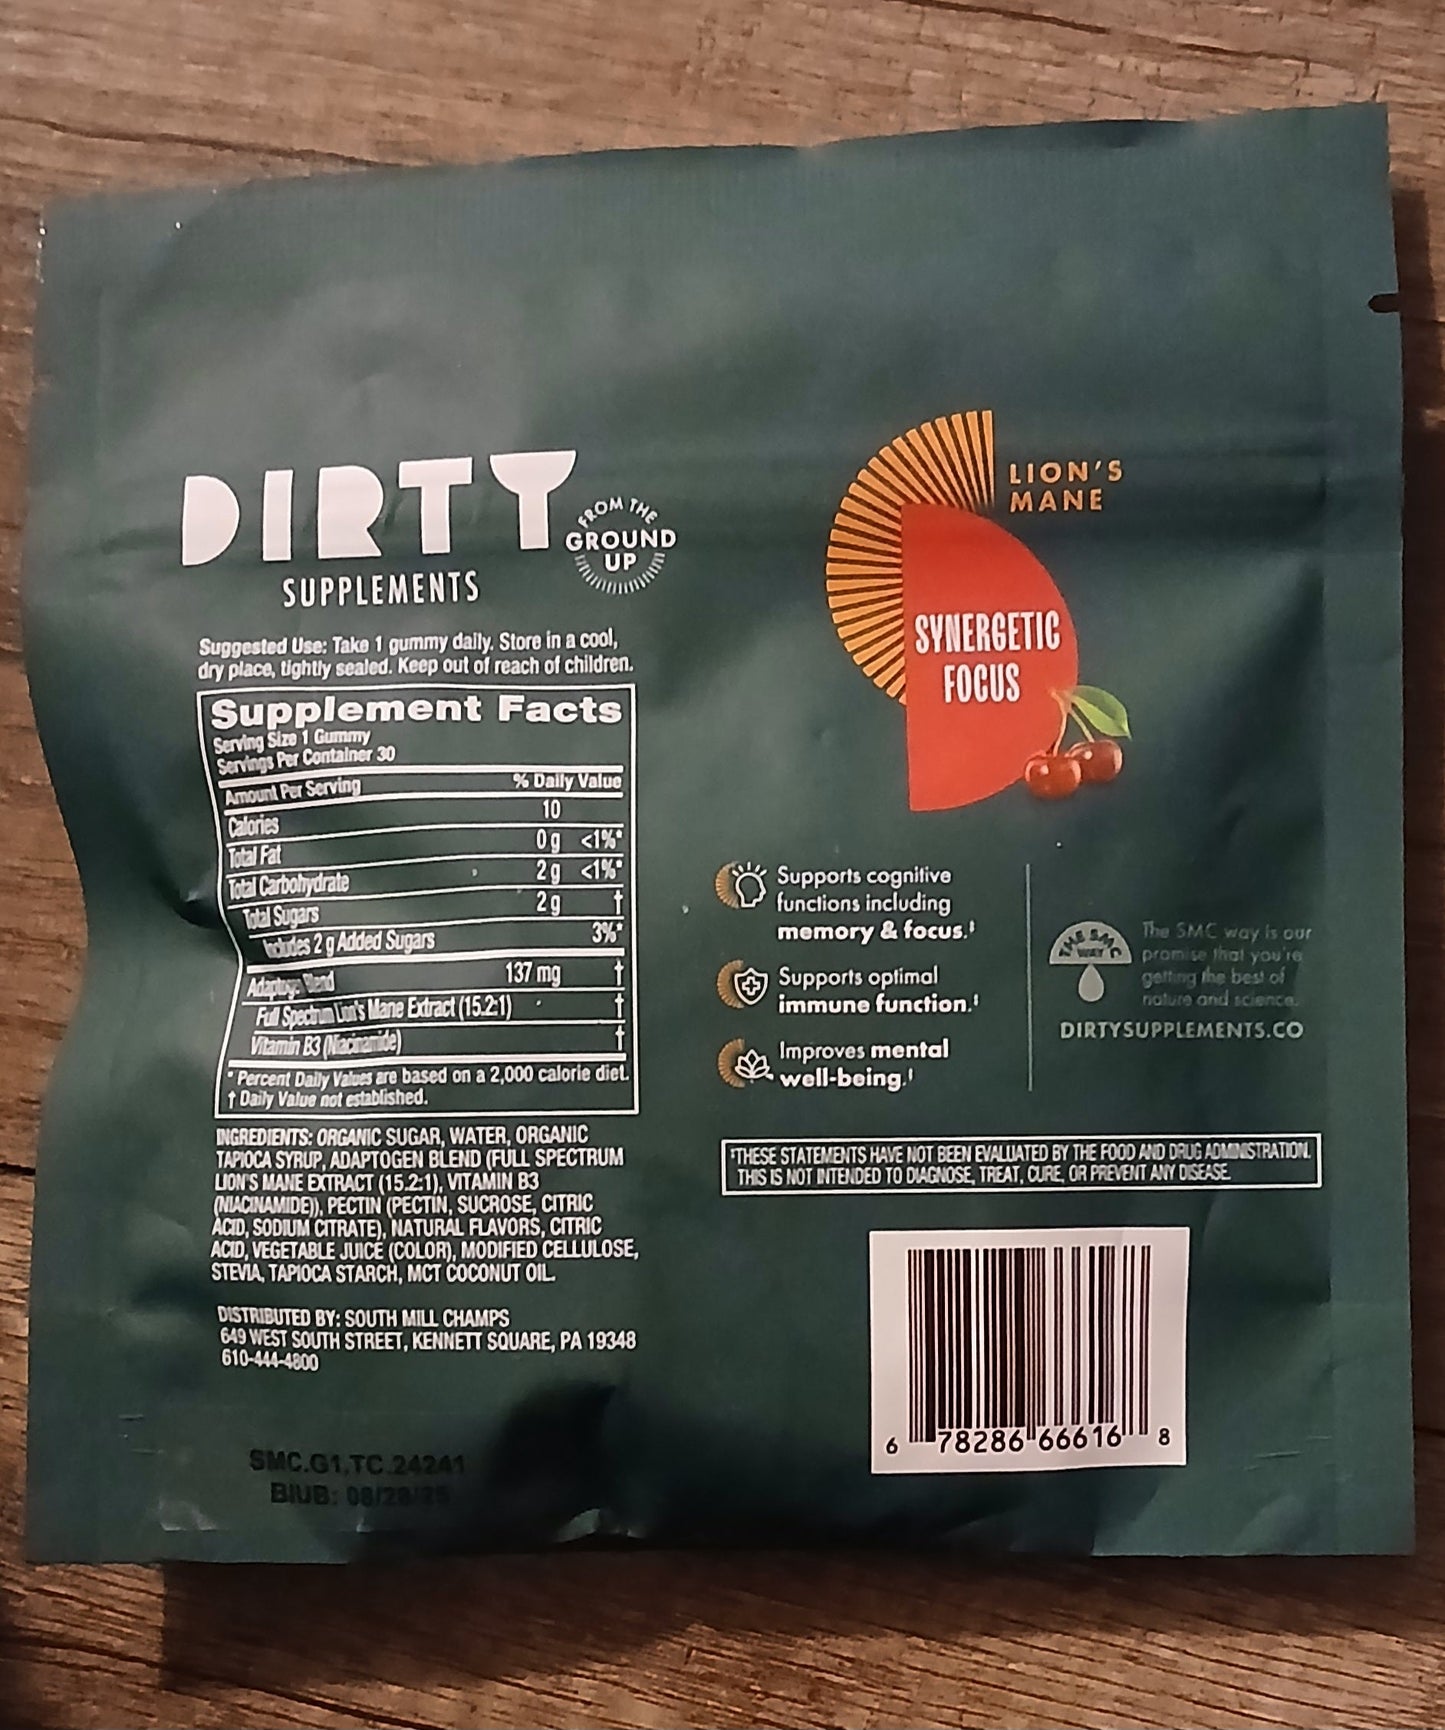 DIRTY
FROM THE
GROUND
UP
SUPPLEMENTS
Suggested Use: Take 1 gummy daily. Store in a cool,
dry place, tightly sealed. Keep out of reach of children.
Supplement Facts
Serving Size 1 Gummy
Servings Per Container 30
Amount Per Serving % Daily Value
Calories 10
Total Fat 0 g <1%*
Total Carbohydrate 2 g <1%*
Total Sugars 2 g †
Includes 2 g Added Sugars 3%*
Adaptogen Blend 137 mg †
Full Spectrum Lion's Mane Extract (15.2:1) †
Vitamin B3 (Niacinamide) †
* Percent Daily Values are based on a 2,000 calorie diet.
† Daily Value not established.
INGREDIENTS: ORGANIC SUGAR, WATER, ORGANIC
TAPIOCA SYRUP, ADAPTOGEN BLEND (FULL SPECTRUM
LION'S MANE EXTRACT (15.2:1), VITAMIN B3
(NIACINAMIDE)), PECTIN (PECTIN, SUCROSE, CITRIC
ACID, SODIUM CITRATE), NATURAL FLAVORS, CITRIC
ACID, VEGETABLE JUICE (COLOR), MODIFIED CELLULOSE,
STEVIA, TAPIOCA STARCH, MCT COCONUT OIL.
DISTRIBUTED BY: SOUTH MILL CHAMPS
649 WEST SOUTH STREET, KENNETT SQUARE, PA 19348
610-444-4800
SMC.G1.TC.24241
BIUB: 08/28/25
LION'S
MANE
SYNERGETIC
FOCUS
Supports cognitive
functions including
memory & focus.‡
Supports optimal
immune function.‡
Improves mental
well-being.‡
THE SMC
WAY
The SMC way is our
promise that you're
getting the best of
nature and science.
DIRTYSUPPLEMENTS.CO
‡THESE STATEMENTS HAVE NOT BEEN EVALUATED BY THE FOOD AND DRUG ADMINISTRATION.
THIS IS NOT INTENDED TO DIAGNOSE, TREAT, CURE, OR PREVENT ANY DISEASE.
6 78286 66616 8